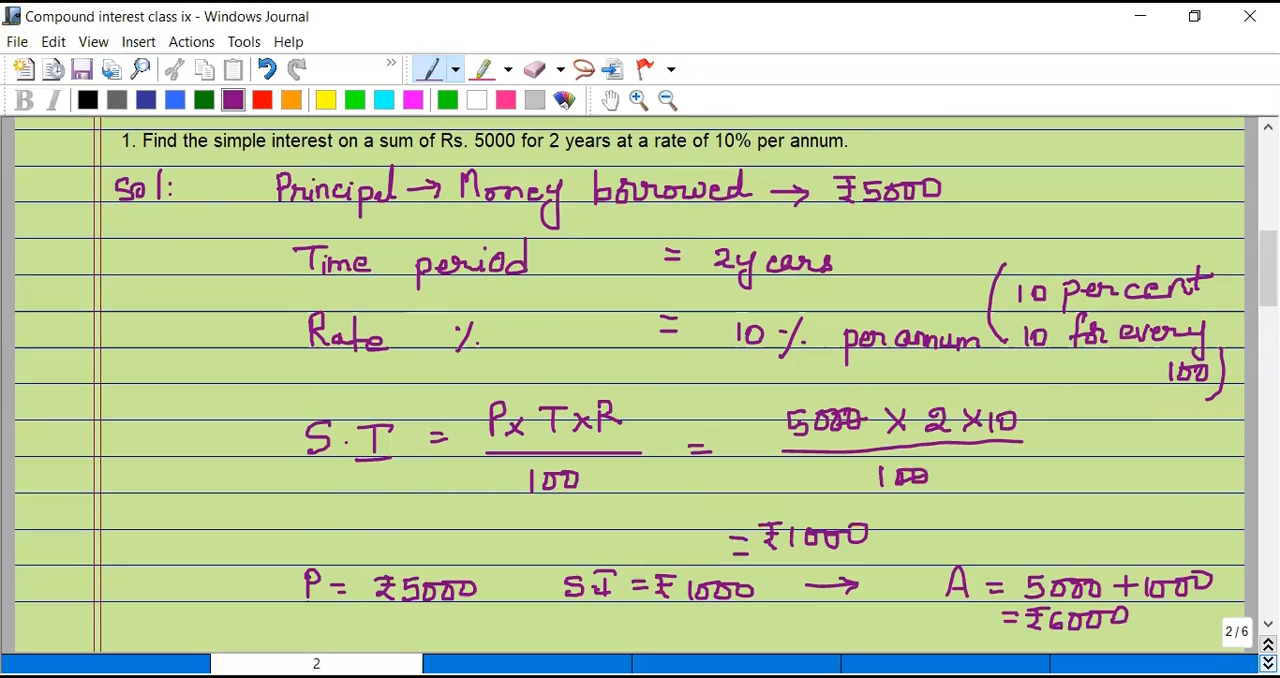 Compound interest class ix - Windows Journal
File Edit View Insert Actions Tools Help
B I
1. Find the simple interest on a sum of Rs. 5000 for 2 years at a rate of 10% per annum.
Sol: Principal → Money borrowed → ₹5000
Time period = 2years
Rate % = 10 % per annum (10 percent
10 for every
100)
S.I = P x T x R / 100 = 5000 x 2 x 10 / 100
= ₹1000
P = ₹5000 SI = ₹1000 → A = 5000 + 1000
= ₹6000
2 / 6
2